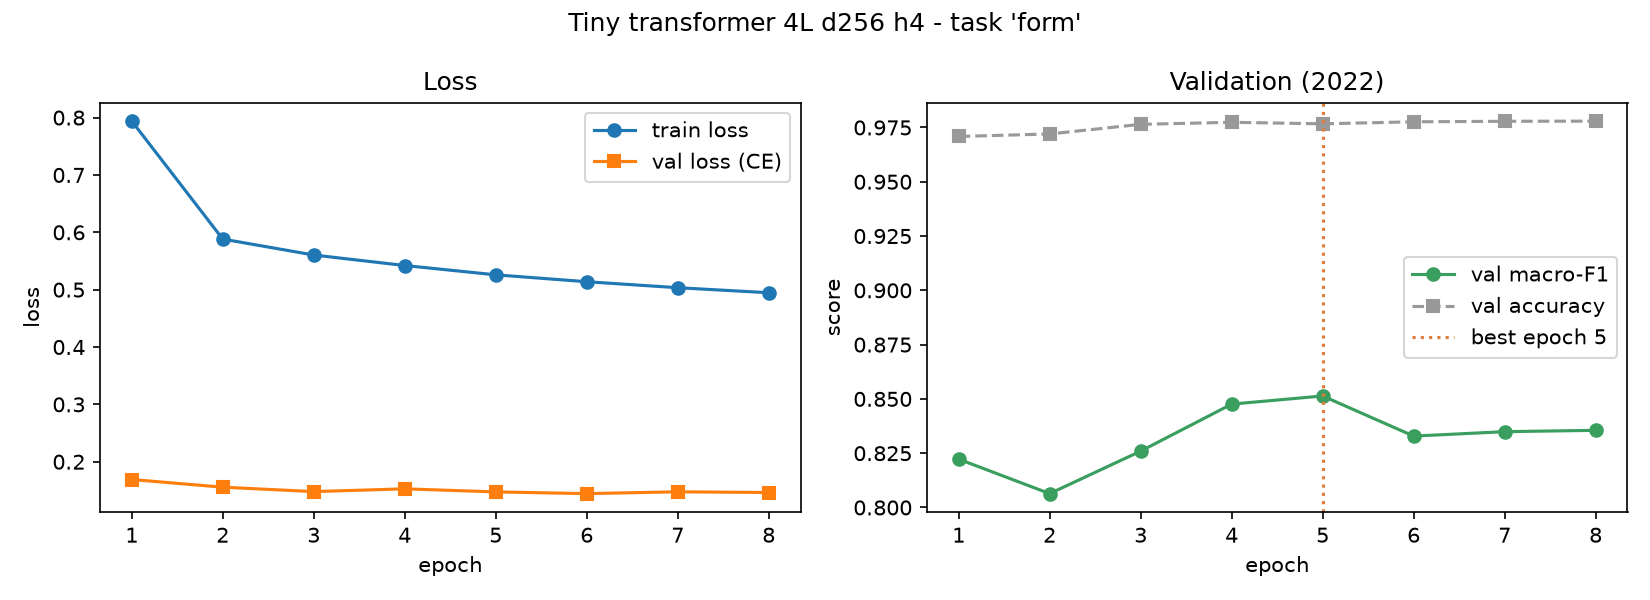 Tiny transformer 4L d256 h4 - task 'form'
Loss
0.8
0.7
0.6
0.5
0.4
0.3
0.2
loss
1 2 3 4 5 6 7 8
epoch
train loss
val loss (CE)
Validation (2022)
0.975
0.950
0.925
0.900
0.875
0.850
0.825
0.800
score
1 2 3 4 5 6 7 8
epoch
val macro-F1
val accuracy
best epoch 5